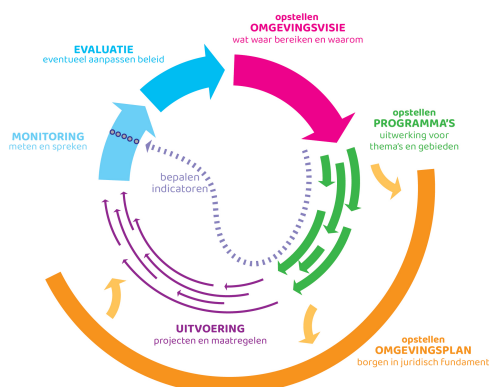 opstellen
OMGEVINGSVISIE
wat waar bereiken en waarom
EVALUATIE
eventueel aanpassen beleid
opstellen
PROGRAMMA'S
uitwerking voor
thema's en gebieden
MONITORING
meten en spreken
bepalen
indicatoren
UITVOERING
projecten en maatregelen
opstellen
OMGEVINGSPLAN
borgen in juridisch fundament